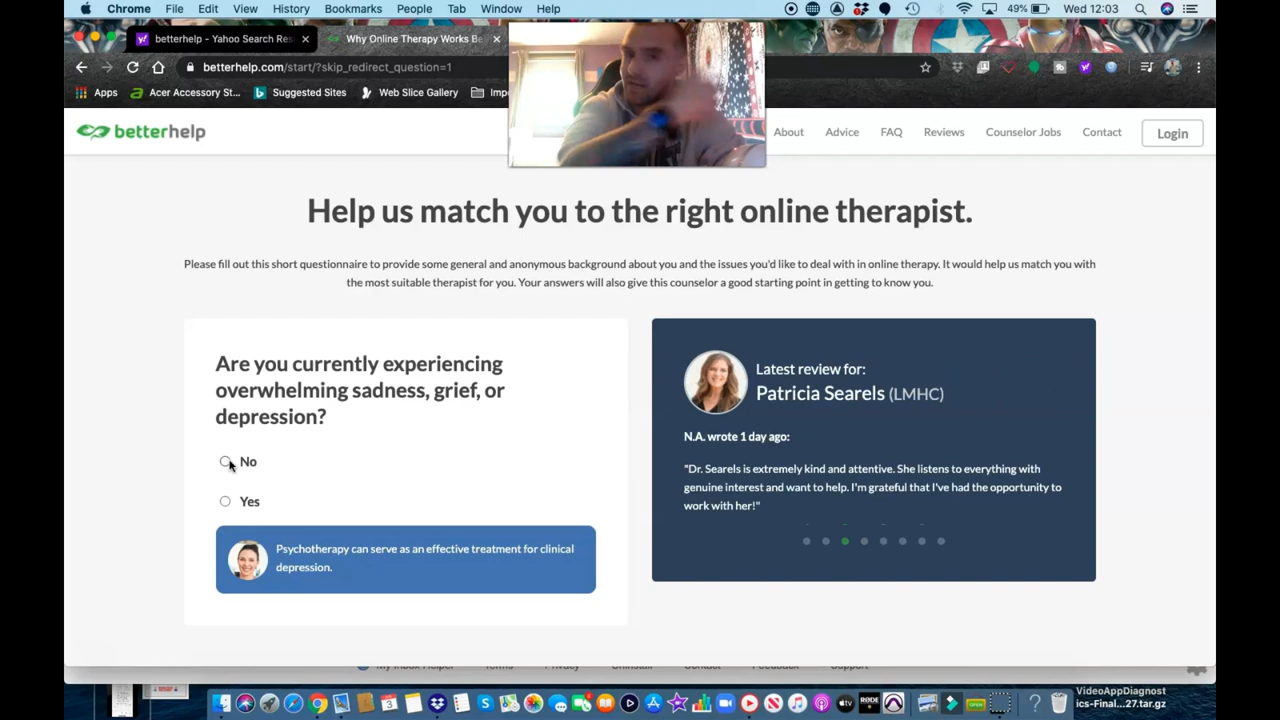 Chrome File Edit View History Bookmarks People Tab Window Help 49% Wed 12:03
betterhelp - Yahoo Search Res
Why Online Therapy Works Be
betterhelp.com/start/?skip_redirect_question=1
Apps Acer Accessory St... Suggested Sites Web Slice Gallery
betterhelp About Advice FAQ Reviews Counselor Jobs Contact Login
Help us match you to the right online therapist.
Please fill out this short questionnaire to provide some general and anonymous background about you and the issues you'd like to deal with in online therapy. It would help us match you with
the most suitable therapist for you. Your answers will also give this counselor a good starting point in getting to know you.
Are you currently experiencing
overwhelming sadness, grief, or
depression?
No
Yes
Psychotherapy can serve as an effective treatment for clinical
depression.
Latest review for:
Patricia Searels (LMHC)
N.A. wrote 1 day ago:
"Dr. Searels is extremely kind and attentive. She listens to everything with
genuine interest and want to help. I'm grateful that I've had the opportunity to
work with her!"
VideoAppDiagnost
ics-Final...27.tar.gz